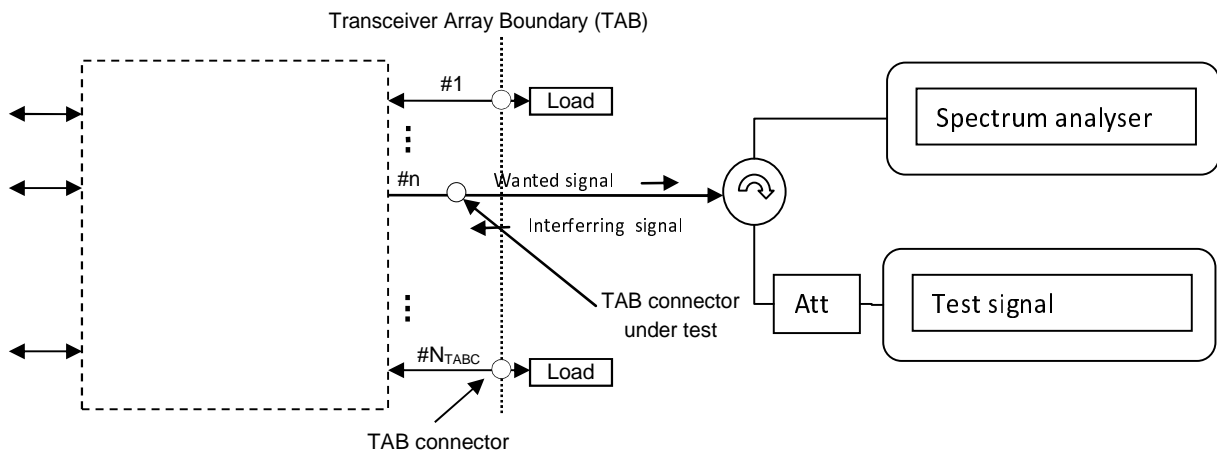 Transceiver Array Boundary (TAB)
#1
Load
Spectrum analyser
#n
Wanted signal
Interferring signal
TAB connector
under test
Att
Test signal
#N_TABC
Load
TAB connector